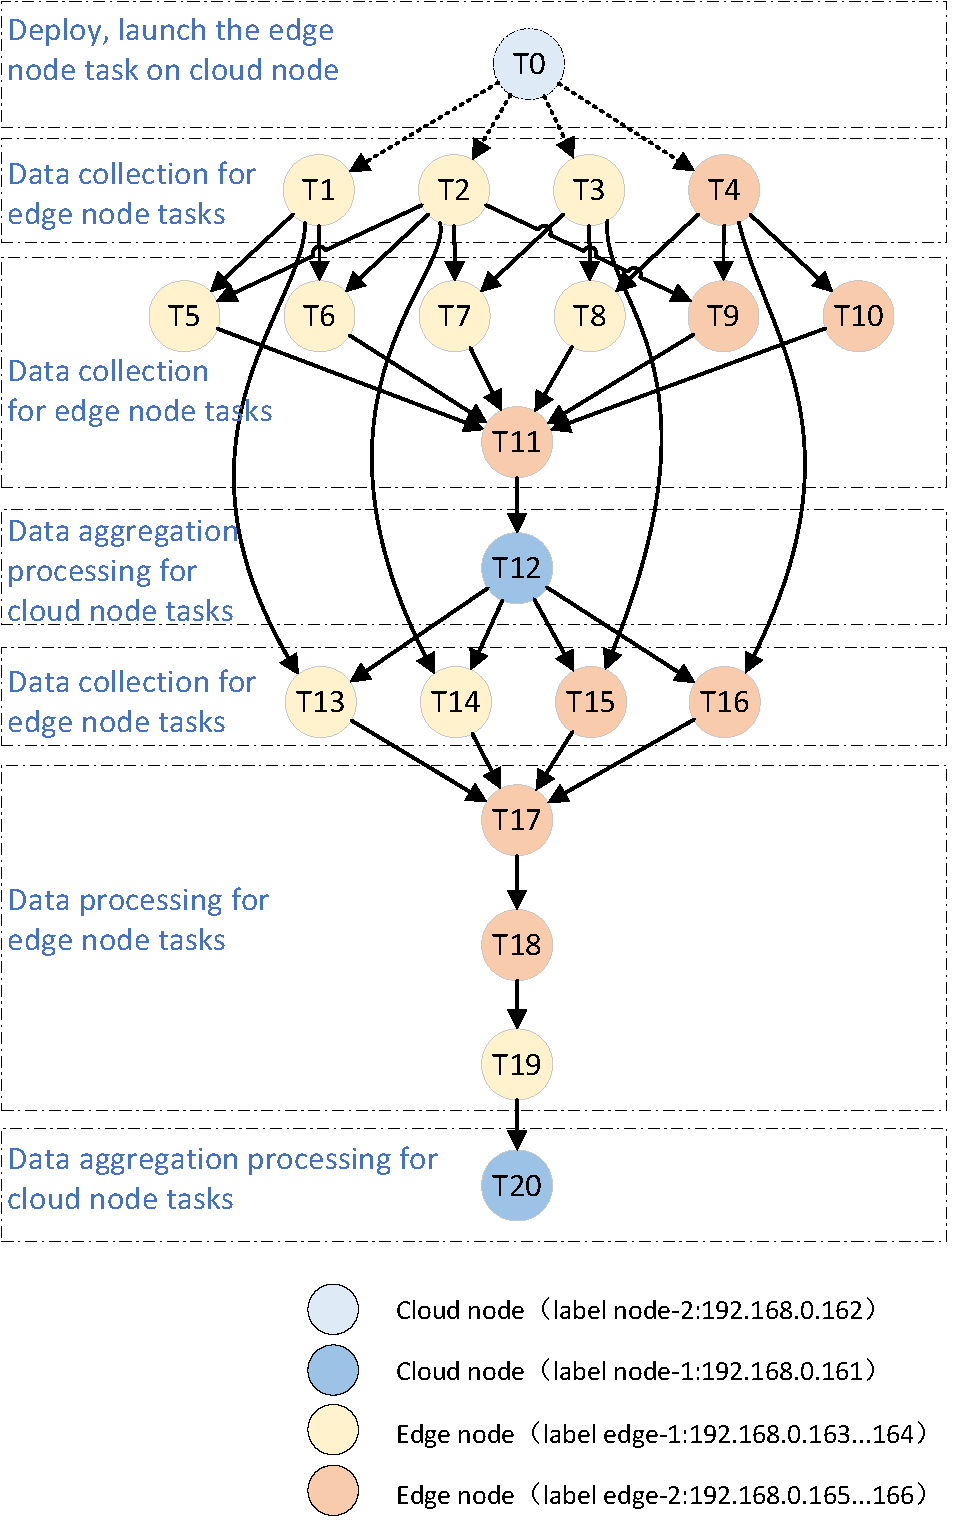 Deploy, launch the edge
node task on cloud node
T0
Data collection for
edge node tasks
T1
T2
T3
T4
T5
T6
T7
T8
T9
T10
Data collection
for edge node tasks
T11
Data aggregation
processing for
cloud node tasks
T12
Data collection for
edge node tasks
T13
T14
T15
T16
T17
Data processing for
edge node tasks
T18
T19
Data aggregation processing for
cloud node tasks
T20
Cloud node（label node-2:192.168.0.162）
Cloud node（label node-1:192.168.0.161）
Edge node（label edge-1:192.168.0.163...164）
Edge node（label edge-2:192.168.0.165...166）